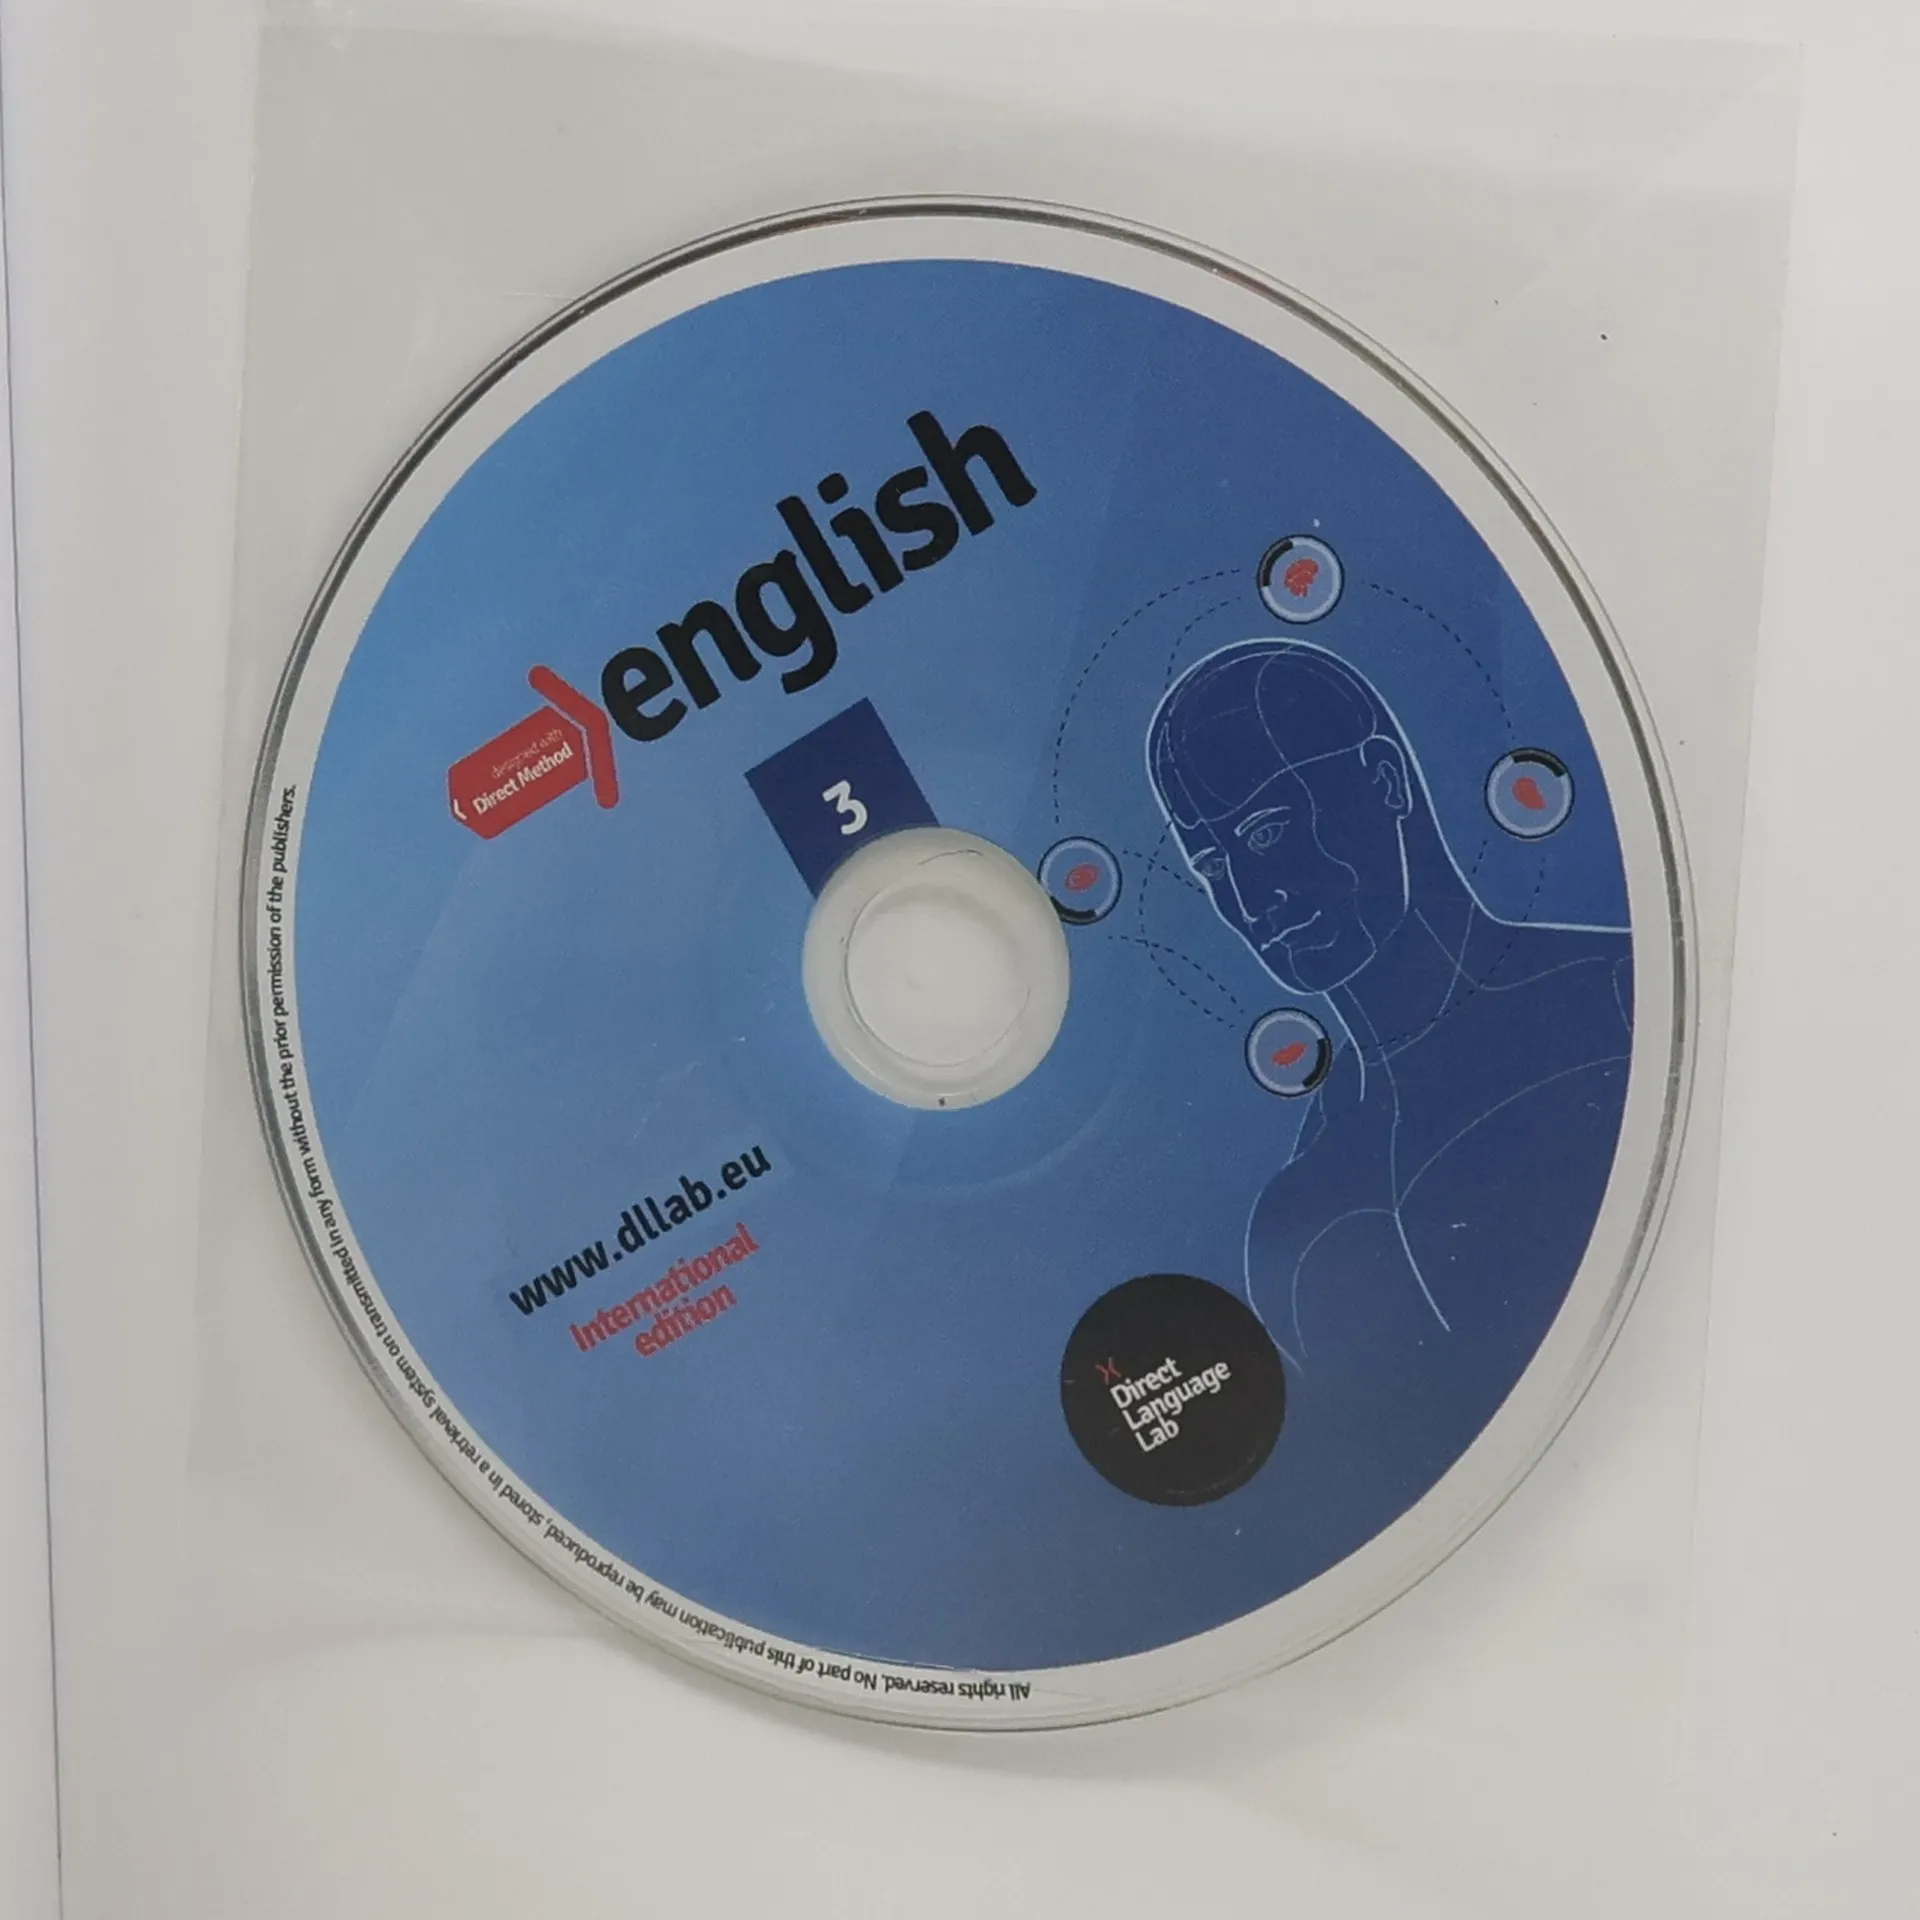 english
designed with
Direct Method
3
www.dllab.eu
International
edition
Direct
Language
Lab
All rights reserved. No part of this publication may be reproduced, stored in a retrieval system on transmitted in any form without the prior permission of the publishers.